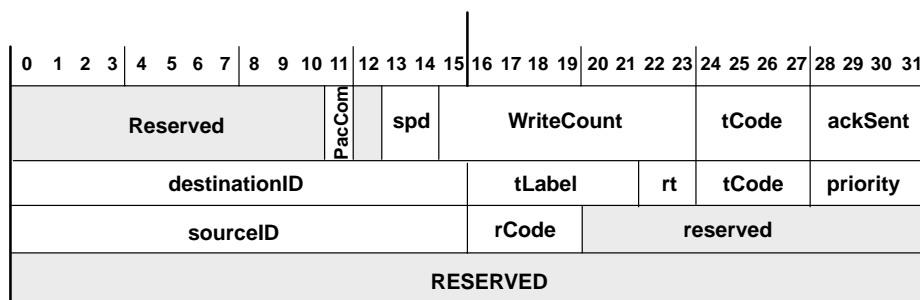 0 1 2 3 4 5 6 7 8 9 10 11 12 13 14 15 16 17 18 19 20 21 22 23 24 25 26 27 28 29 30 31
Reserved PacCom spd WriteCount tCode ackSent
destinationID tLabel rt tCode priority
sourceID rCode reserved
RESERVED